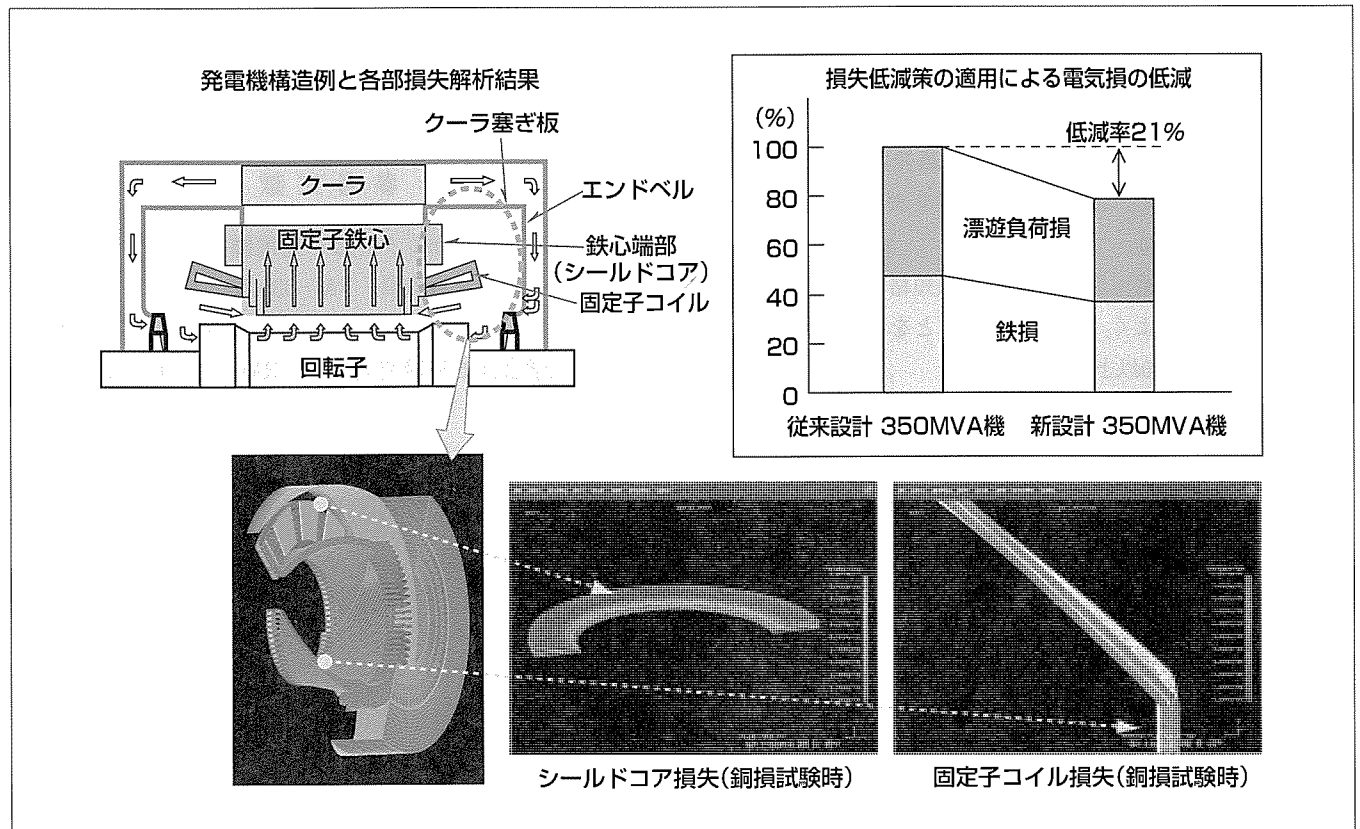 発電機構造例と各部損失解析結果
クーラ塞ぎ板
クーラ
エンドベル
固定子鉄心
鉄心端部
(シールドコア)
固定子コイル
回転子
損失低減策の適用による電気損の低減
(%)
低減率21%
100
80
漂遊負荷損
60
40
鉄損
20
0
従来設計 350MVA機 新設計 350MVA機
シールドコア損失(銅損試験時)
固定子コイル損失(銅損試験時)